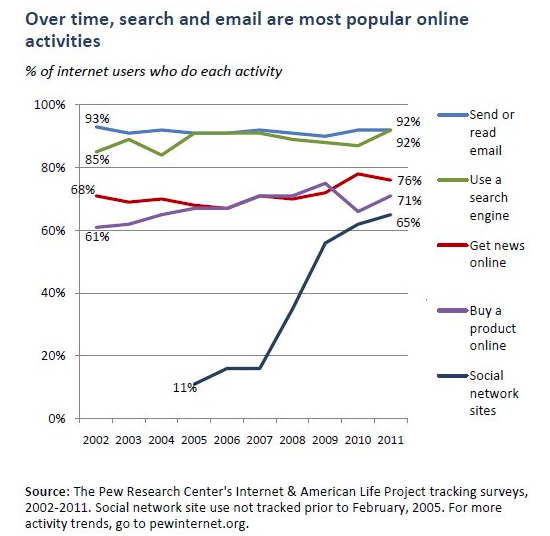 Over time, search and email are most popular online
activities
% of internet users who do each activity
100%
80%
60%
40%
20%
0%
93%
85%
68%
61%
11%
92%
92%
76%
71%
65%
2002 2003 2004 2005 2006 2007 2008 2009 2010 2011
Send or
read
email
Use a
search
engine
Get news
online
Buy a
product
online
Social
network
sites
Source: The Pew Research Center's Internet & American Life Project tracking surveys,
2002-2011. Social network site use not tracked prior to February, 2005. For more
activity trends, go to pewinternet.org.